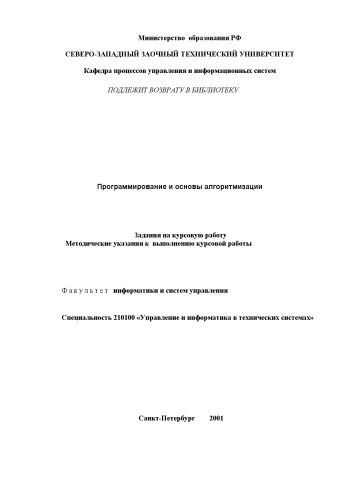 Министерство образования РФ
СЕВЕРО-ЗАПАДНЫЙ ЗАОЧНЫЙ ТЕХНИЧЕСКИЙ УНИВЕРСИТЕТ
Кафедра процессов управления и информационных систем
ПОДЛЕЖИТ ВОЗВРАТУ В БИБЛИОТЕКУ
Программирование и основы алгоритмизации
Задания на курсовую работу
Методические указания к выполнению курсовой работы
Факультет информатики и систем управления
Специальность 210100 «Управление и информатика в технических системах»
Санкт-Петербург 2001